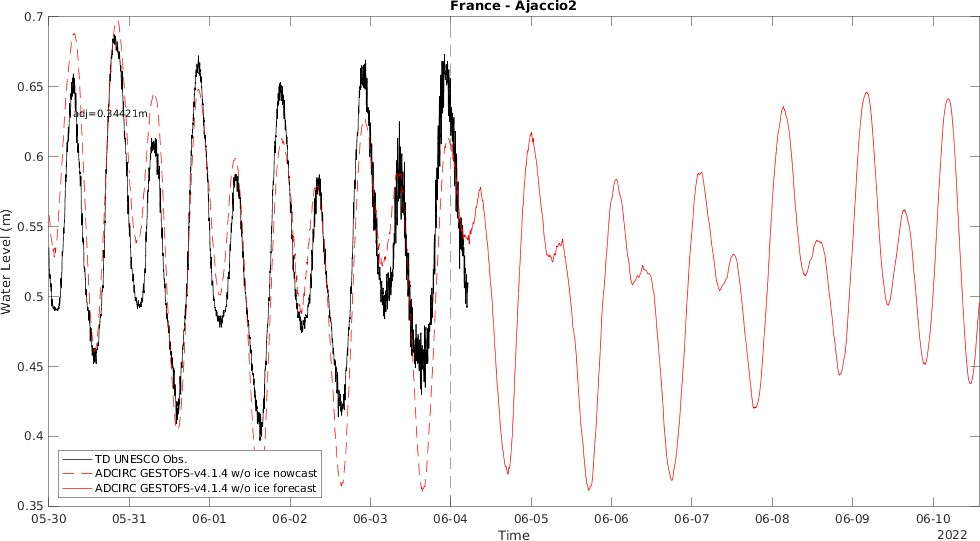 France - Ajaccio2
0.7
0.65
adj=0.34421m
0.6
0.55
Water Level (m)
0.5
0.45
0.4
TD UNESCO Obs.
ADCIRC GESTOFS-v4.1.4 w/o ice nowcast
ADCIRC GESTOFS-v4.1.4 w/o ice forecast
0.35
05-30 05-31 06-01 06-02 06-03 06-04 06-05 06-06 06-07 06-08 06-09 06-10
Time
2022